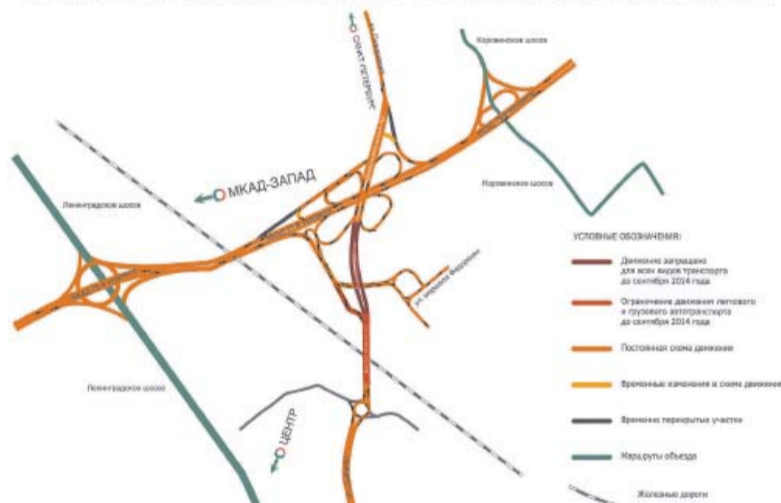 САНКТ-ПЕТЕРБУРГ
Коровинское шоссе
МКАД-ЗАПАД
Коровинское шоссе
Ленинградское шоссе
УСЛОВНЫЕ ОБОЗНАЧЕНИЯ:
Движение запрещено
для всех видов транспорта
до сентября 2014 года
Ограничение движения легкового
и грузового автотранспорта
до сентября 2014 года
Постоянная схема движения
Временные изменения в схеме движения
Временно перекрытые участки
Ленинградское шоссе
ЦЕНТР
Маршруты объезда
Железные дороги